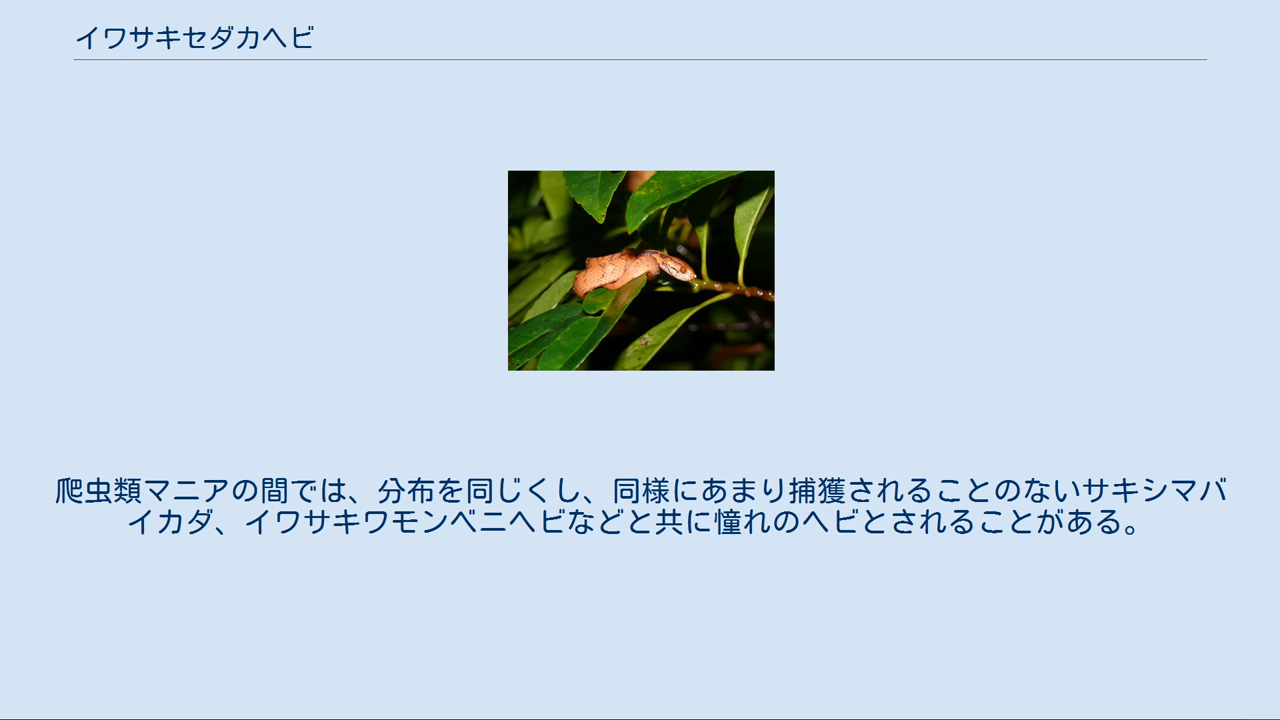 イワサキセダカヘビ
爬虫類マニアの間では、分布を同じくし、同様にあまり捕獲されることのないサキシマバ
イカダ、イワサキワモンベニヘビなどと共に憧れのヘビとされることがある。